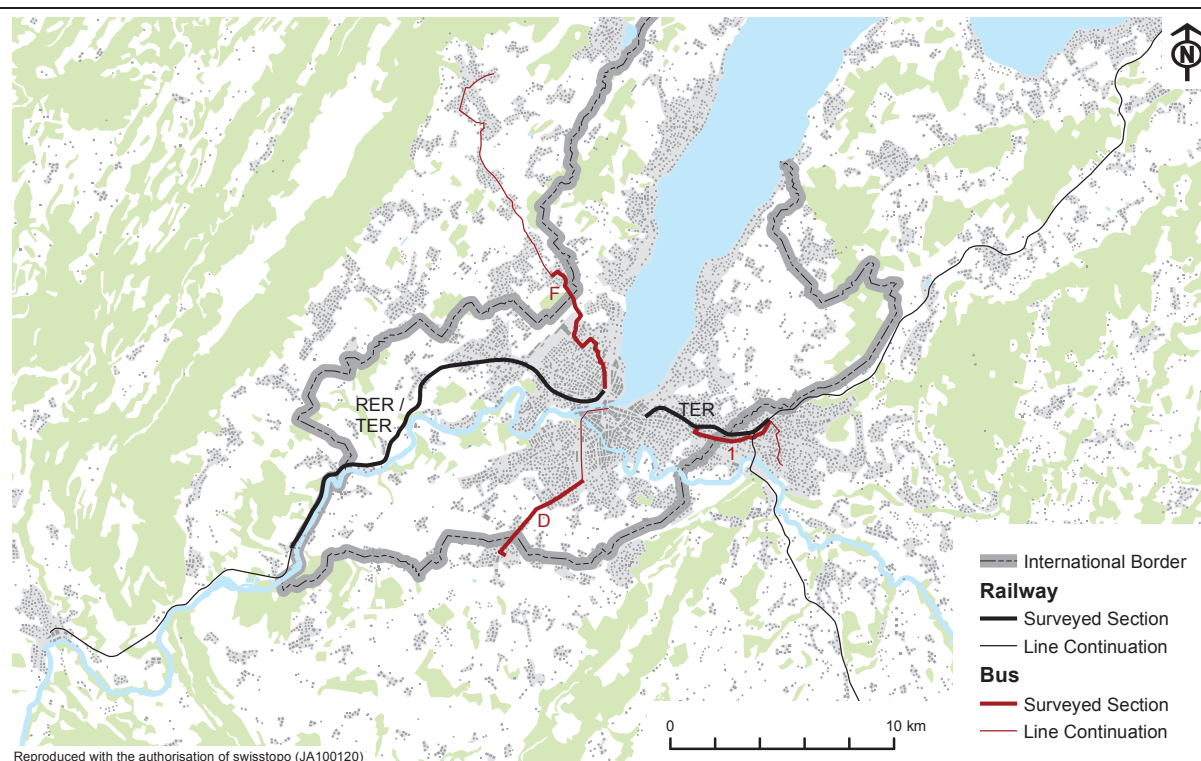 N
F
RER /
TER
TER
1
D
International Border
Railway
Surveyed Section
Line Continuation
Bus
Surveyed Section
Line Continuation
0 10 km
Reproduced with the authorisation of swisstopo (JA100120)